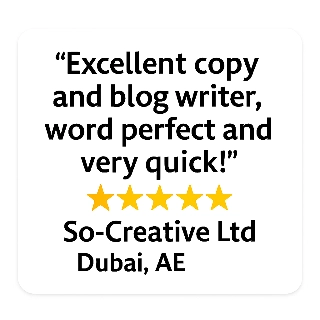 “Excellent copy
and blog writer,
word perfect and
very quick!”
So-Creative Ltd
Dubai, AE